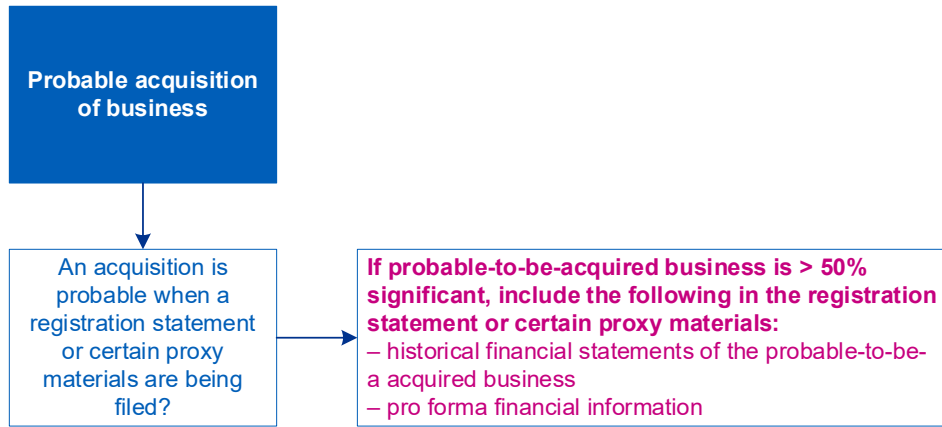 Probable acquisition
of business
An acquisition is
probable when a
registration statement
or certain proxy
materials are being
filed?
If probable-to-be-acquired business is > 50%
significant, include the following in the registration
statement or certain proxy materials:
– historical financial statements of the probable-to-be-
a acquired business
– pro forma financial information